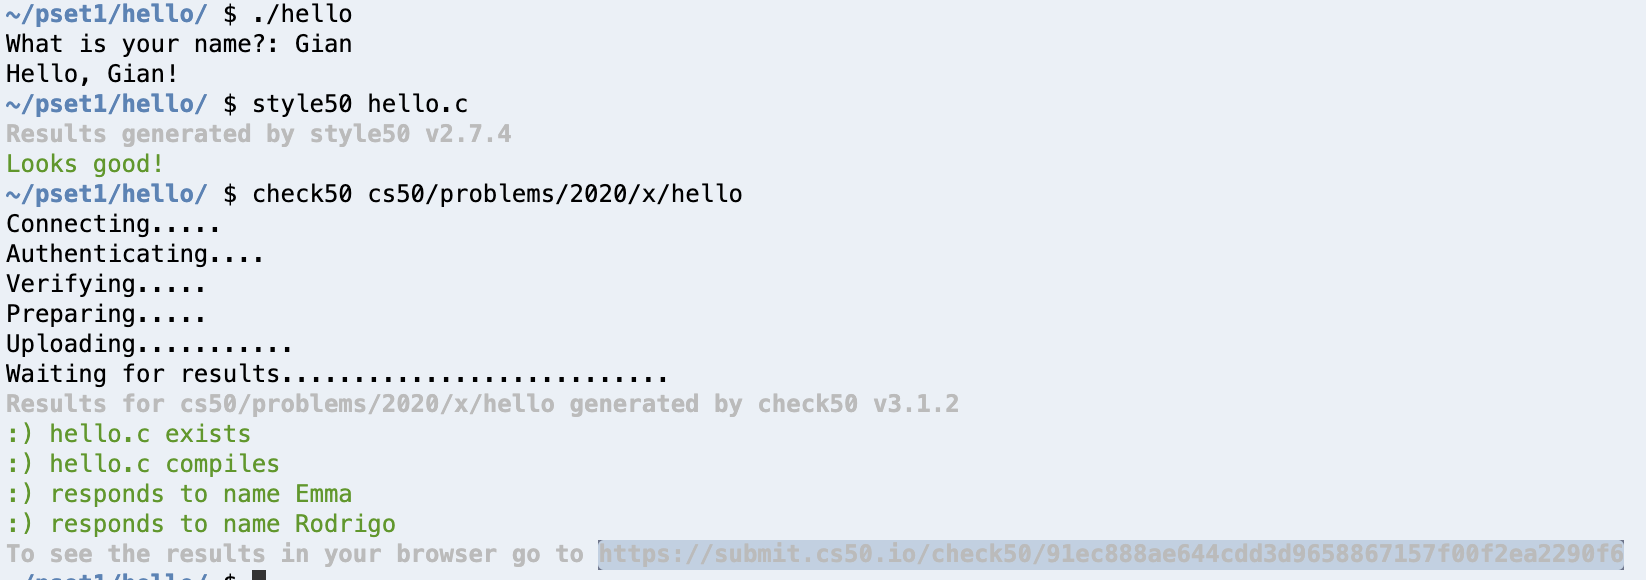 ~/pset1/hello/ $ ./hello
What is your name?: Gian
Hello, Gian!
~/pset1/hello/ $ style50 hello.c
Results generated by style50 v2.7.4
Looks good!
~/pset1/hello/ $ check50 cs50/problems/2020/x/hello
Connecting.....
Authenticating....
Verifying.....
Preparing.....
Uploading...........
Waiting for results...........................
Results for cs50/problems/2020/x/hello generated by check50 v3.1.2
:) hello.c exists
:) hello.c compiles
:) responds to name Emma
:) responds to name Rodrigo
To see the results in your browser go to https://submit.cs50.io/check50/91ec888ae644cdd3d9658867157f00f2ea2290f6
~/pset1/hello/ $